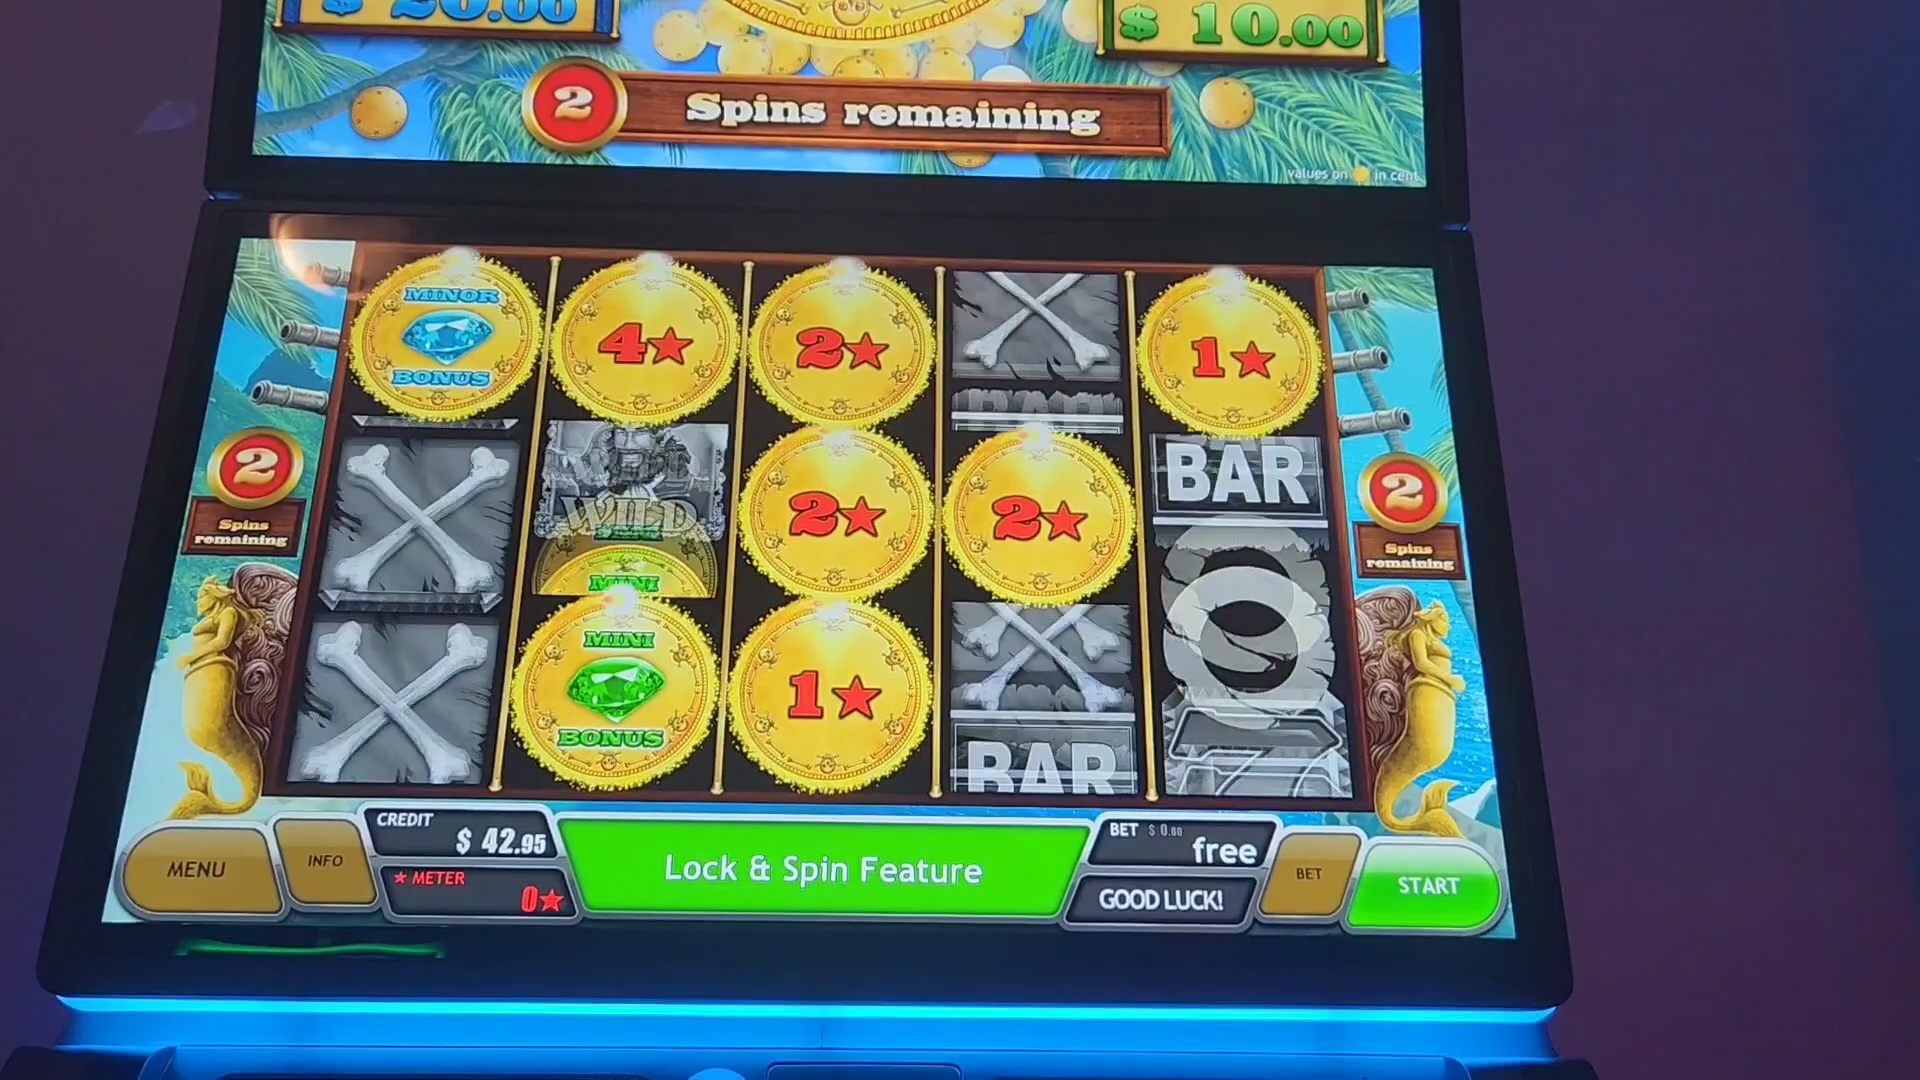 $ 20.00
$ 10.00
2 Spins remaining
values on in cent
MINOR
BONUS
4★
2★
1★
2
Spins
remaining
WILD
2★
2★
BAR
2
Spins
remaining
MINI
MINI
BONUS
1★
BAR
BAR
CREDIT
$ 42.95
★ METER
0★
MENU
INFO
Lock & Spin Feature
BET
free
GOOD LUCK!
BET
START